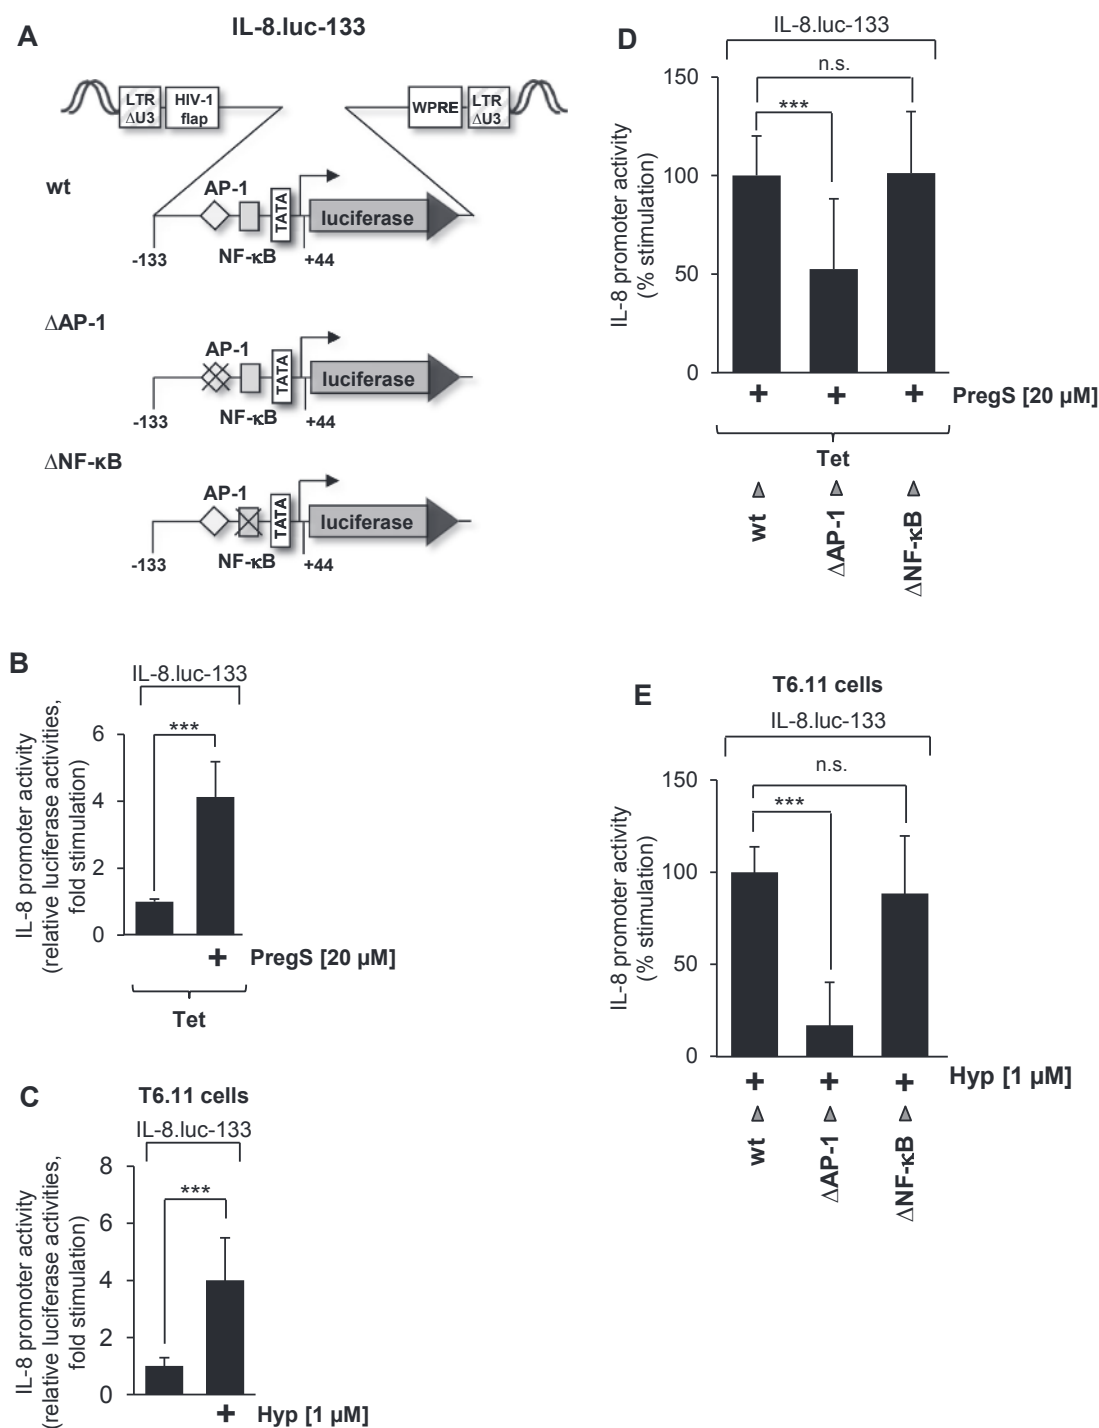 A
IL-8.luc-133
LTR
ΔU3
HIV-1
flap
WPRE
LTR
ΔU3
wt
AP-1
TATA
luciferase
NF-κB
-133
+44
ΔAP-1
AP-1
TATA
luciferase
NF-κB
-133
+44
ΔNF-κB
AP-1
TATA
luciferase
NF-κB
-133
+44
B
IL-8.luc-133
IL-8 promoter activity
(relative luciferase activities,
fold stimulation)
6
4
2
0
***
+ PregS [20 µM]
Tet
C
T6.11 cells
IL-8.luc-133
IL-8 promoter activity
(relative luciferase activities,
fold stimulation)
8
6
4
2
0
***
+ Hyp [1 µM]
D
IL-8.luc-133
IL-8 promoter activity
(% stimulation)
150
100
50
0
n.s.
***
+ + + PregS [20 µM]
Tet
wt
ΔAP-1
ΔNF-κB
E
T6.11 cells
IL-8.luc-133
IL-8 promoter activity
(% stimulation)
150
100
50
0
n.s.
***
+ + + Hyp [1 µM]
wt
ΔAP-1
ΔNF-κB